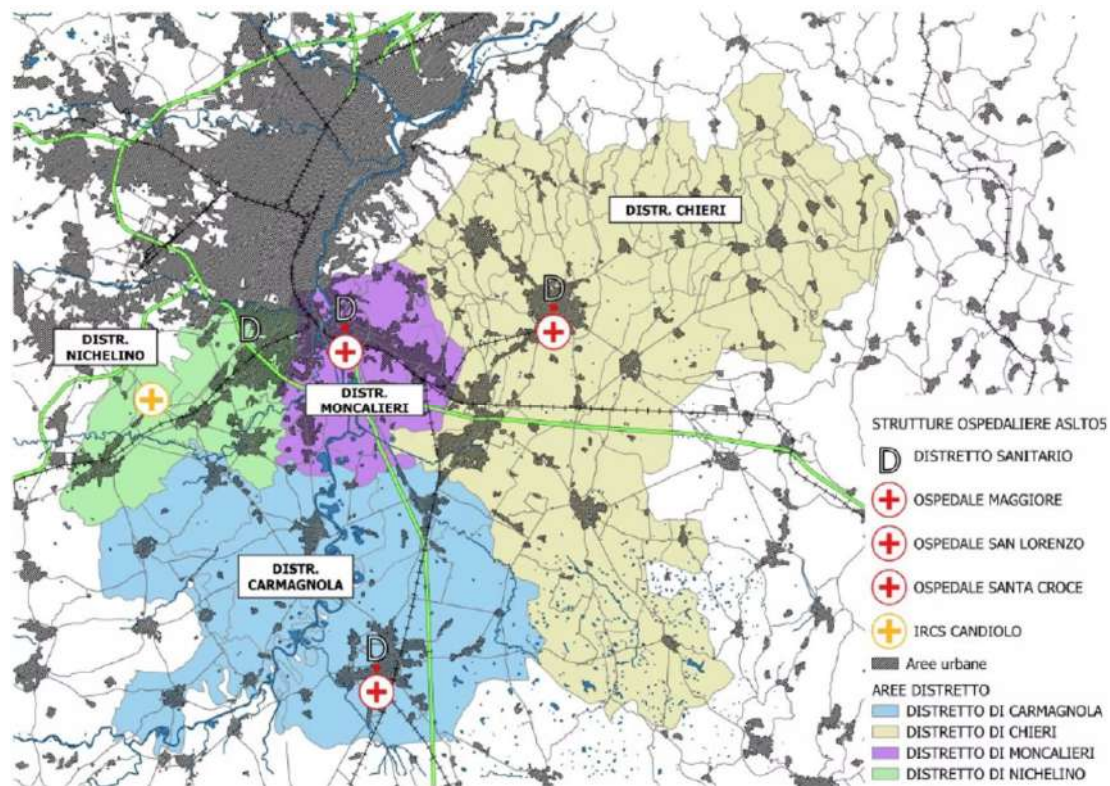 DISTR. CHIERI
D
D
D
DISTR.
NICHELINO
DISTR.
MONCALIERI
DISTR.
CARMAGNOLA
D
STRUTTURE OSPEDALIERE ASLTO5
D DISTRETTO SANITARIO
OSPEDALE MAGGIORE
OSPEDALE SAN LORENZO
OSPEDALE SANTA CROCE
IRCS CANDIOLO
Aree urbane
AREE DISTRETTO
DISTRETTO DI CARMAGNOLA
DISTRETTO DI CHIERI
DISTRETTO DI MONCALIERI
DISTRETTO DI NICHELINO